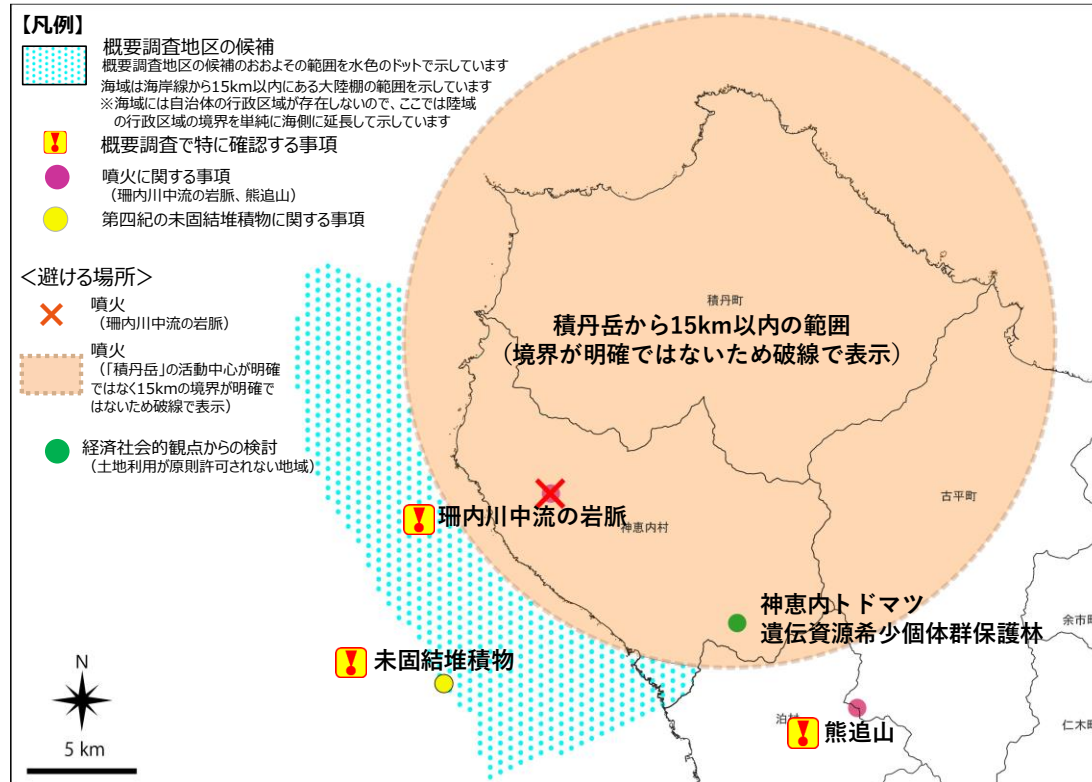 【凡例】
概要調査地区の候補
概要調査地区の候補のおおよその範囲を水色のドットで示しています
海域は海岸線から15km以内にある大陸棚の範囲を示しています
※海域には自治体の行政区域が存在しないので、ここでは陸域
の行政区域の境界を単純に海側に延長して示しています
概要調査で特に確認する事項
噴火に関する事項
（珊内川中流の岩脈、熊追山）
第四紀の未固結堆積物に関する事項
＜避ける場所＞
噴火
（珊内川中流の岩脈）
噴火
（「積丹岳」の活動中心が明確
ではなく15kmの境界が明確で
はないため破線で表示）
経済社会的観点からの検討
（土地利用が原則許可されない地域）
積丹町
積丹岳から15km以内の範囲
（境界が明確ではないため破線で表示）
古平町
珊内川中流の岩脈
神恵内村
神恵内トドマツ
遺伝資源希少個体群保護林
余市町
未固結堆積物
泊村
熊追山
仁木町
N
5 km